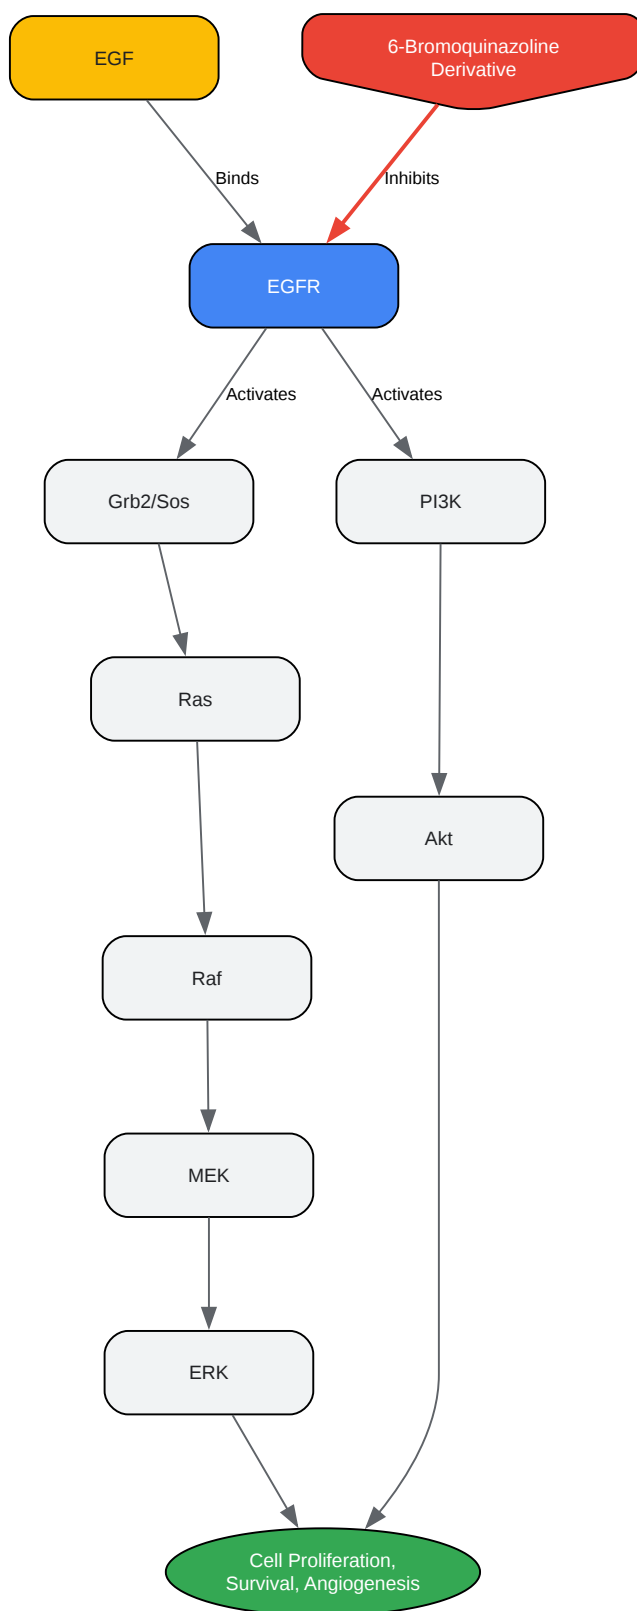 EGF
6-Bromoquinazoline
Derivative
Binds
Inhibits
EGFR
Activates
Activates
Grb2/Sos
PI3K
Ras
Akt
Raf
MEK
ERK
Cell Proliferation,
Survival, Angiogenesis